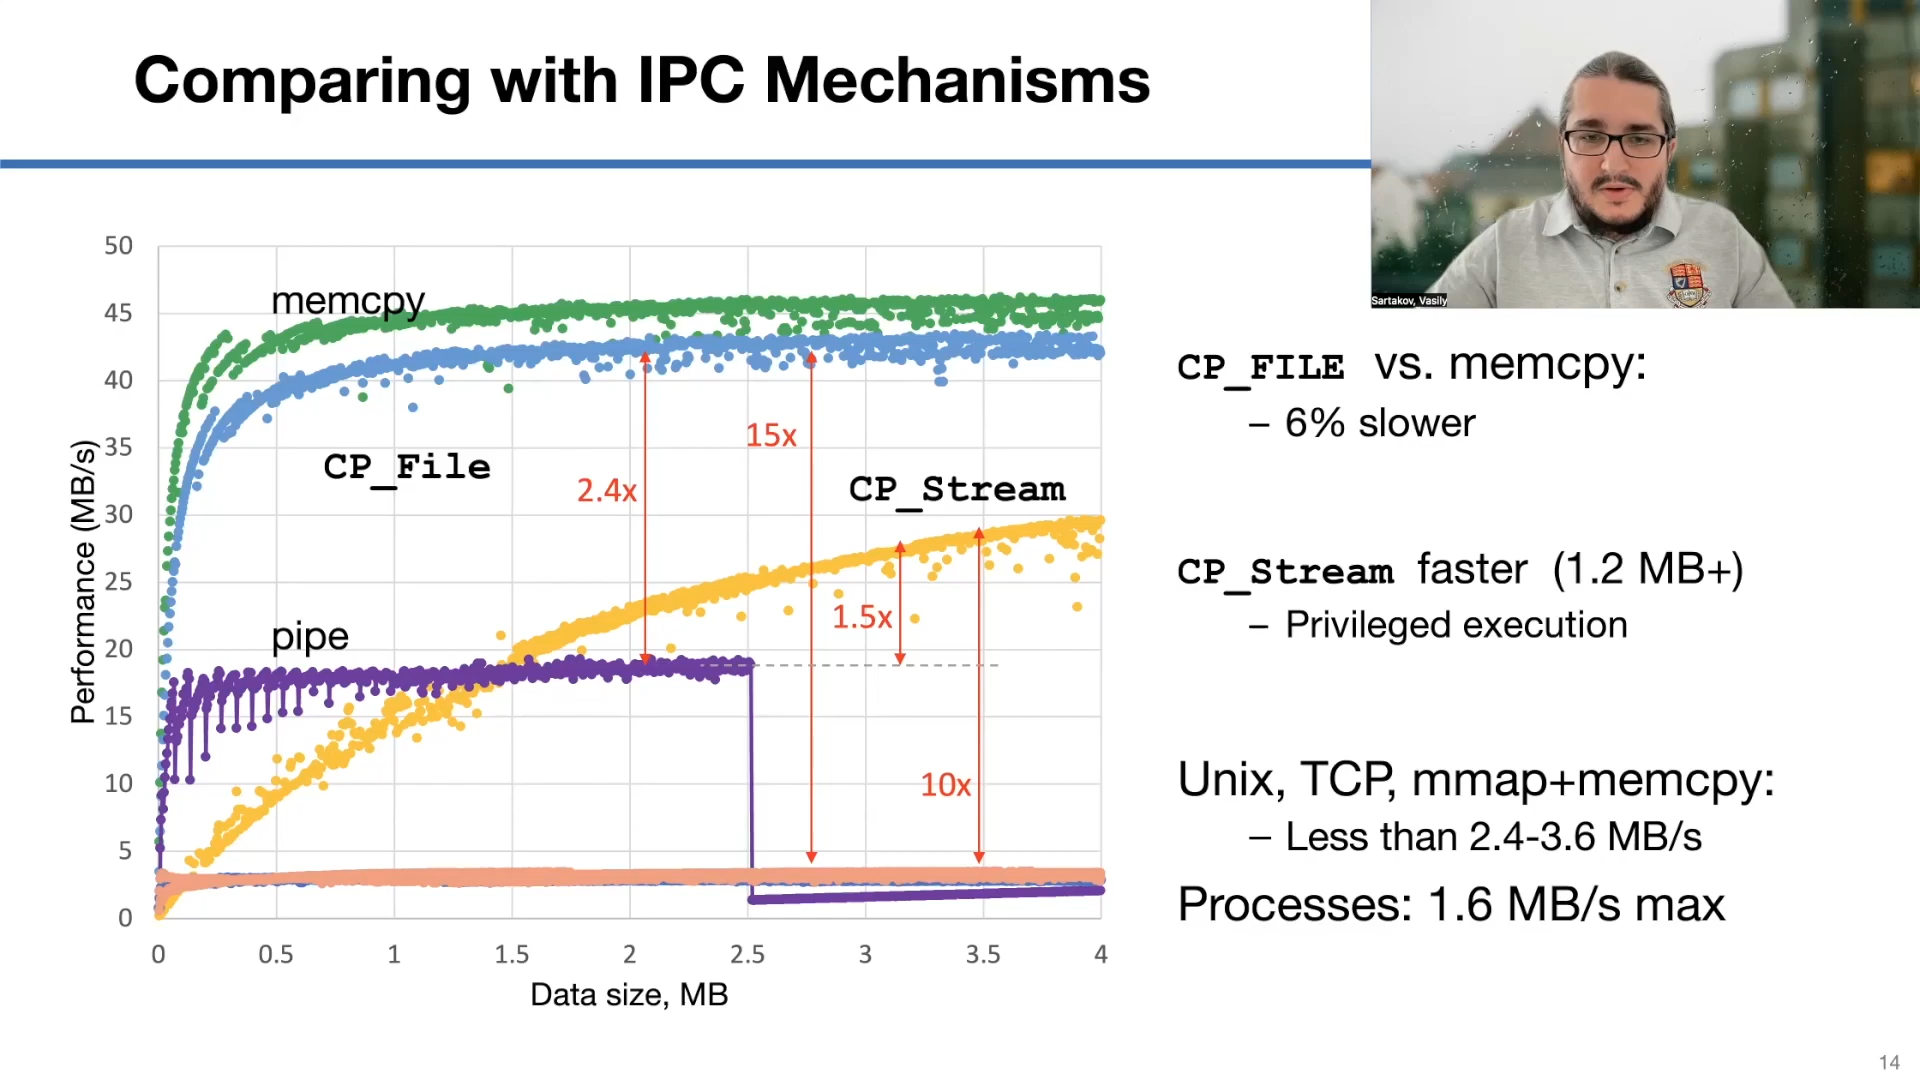 Comparing with IPC Mechanisms
Sartakov, Vasily
50
45
40
35
30
25
20
15
10
5
0
Performance (MB/s)
memcpy
CP_File
2.4x
15x
CP_Stream
1.5x
pipe
10x
0 0.5 1 1.5 2 2.5 3 3.5 4
Data size, MB
CP_FILE vs. memcpy:
– 6% slower
CP_Stream faster (1.2 MB+)
– Privileged execution
Unix, TCP, mmap+memcpy:
– Less than 2.4-3.6 MB/s
Processes: 1.6 MB/s max
14